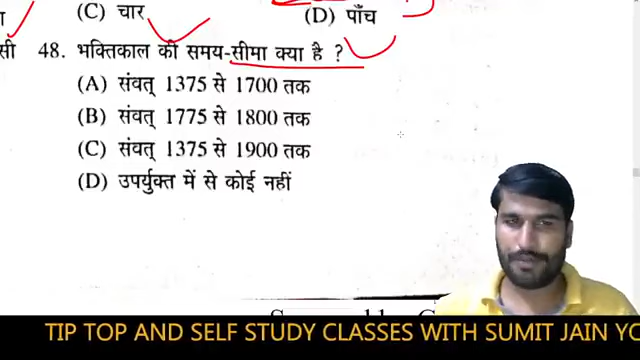 (C) चार
(D) पाँच
सी
48. भक्तिकाल की समय-सीमा क्या है ?
(A) संवत् 1375 से 1700 तक
(B) संवत् 1775 से 1800 तक
(C) संवत् 1375 से 1900 तक
(D) उपर्युक्त में से कोई नहीं
TIP TOP AND SELF STUDY CLASSES WITH SUMIT JAIN